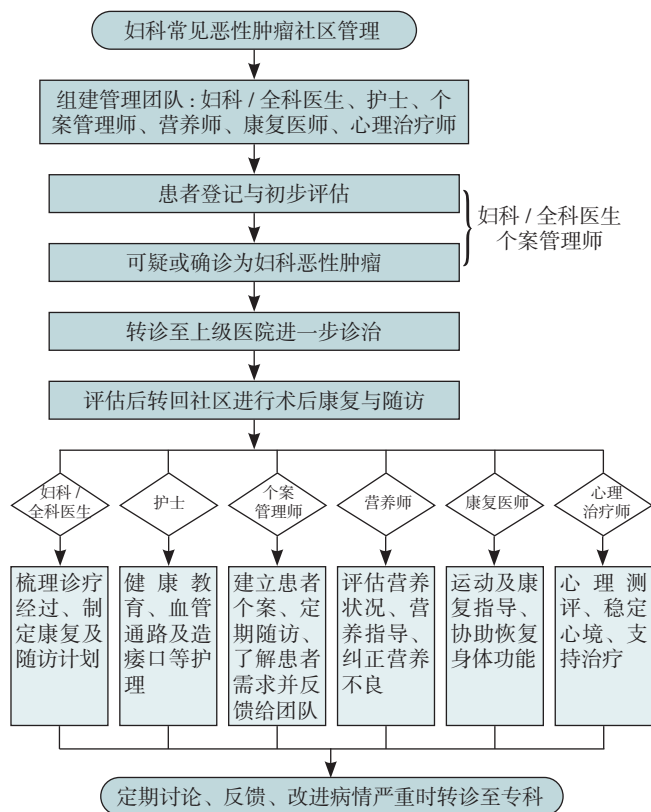 妇科常见恶性肿瘤社区管理
组建管理团队：妇科 / 全科医生、护士、个
案管理师、营养师、康复医师、心理治疗师
患者登记与初步评估
妇科 / 全科医生
个案管理师
可疑或确诊为妇科恶性肿瘤
转诊至上级医院进一步诊治
评估后转回社区进行术后康复与随访
妇科 /
全科医生
护士
个案
管理师
营养师
康复医师
心理
治疗师
梳理诊疗
经过、制
定康复及
随访计划
健康教
育、血管
通路及造
瘘口等护
理
建立患者
个案、定
期随访、
了解患者
需求并反
馈给团队
评估营养
状况、营
养指导、
纠正营养
不良
运动及康
复指导、
协助恢复
身体功能
心理测
评、稳定
心境、支
持治疗
定期讨论、反馈、改进病情严重时转诊至专科